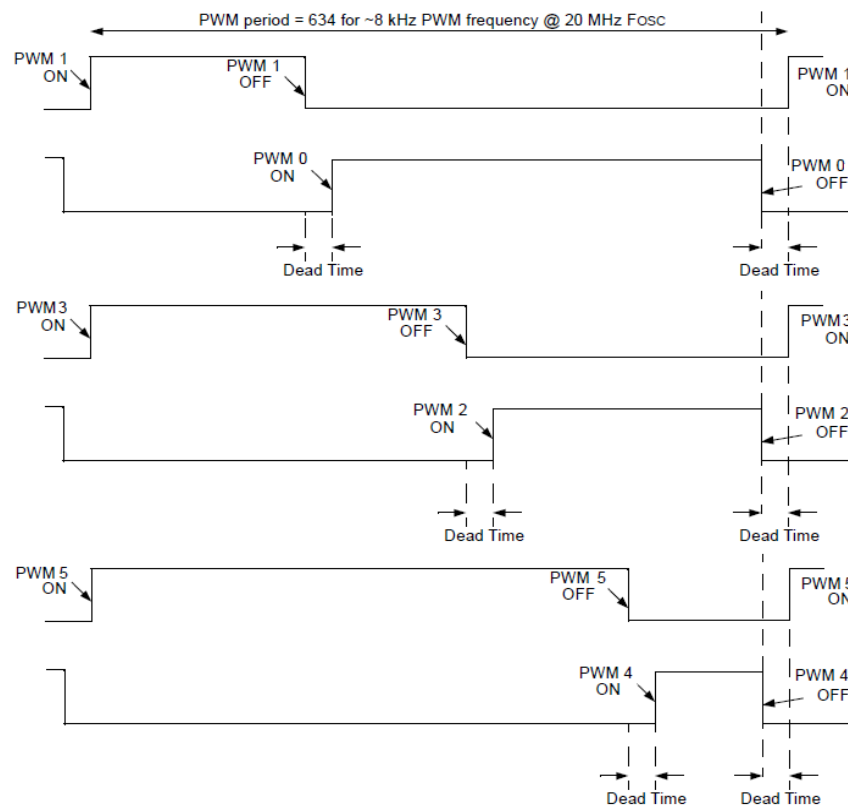 PWM period = 634 for ~8 kHz PWM frequency @ 20 MHz FOSC
PWM 1
ON
PWM 1
OFF
PWM 1
ON
PWM 0
ON
PWM 0
OFF
Dead Time
Dead Time
PWM3
ON
PWM 3
OFF
PWM3
ON
PWM 2
ON
PWM 2
OFF
Dead Time
Dead Time
PWM 5
ON
PWM 5
OFF
PWM 5
ON
PWM 4
ON
PWM 4
OFF
Dead Time
Dead Time